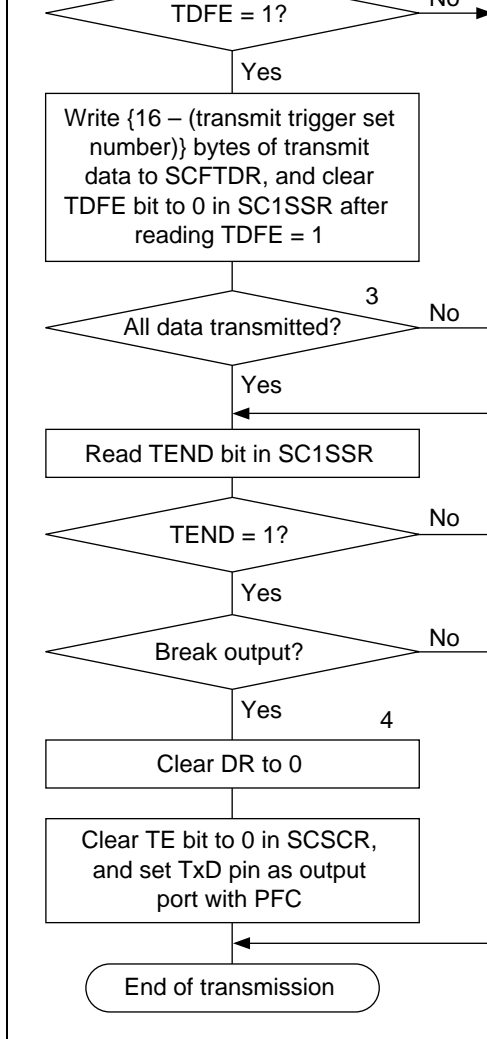 TDFE = 1?
No
Yes
Write {16 – (transmit trigger set
number)} bytes of transmit
data to SCFTDR, and clear
TDFE bit to 0 in SC1SSR after
reading TDFE = 1
3
All data transmitted?
No
Yes
Read TEND bit in SC1SSR
TEND = 1?
No
Yes
Break output?
No
Yes
4
Clear DR to 0
Clear TE bit to 0 in SCSCR,
and set TxD pin as output
port with PFC
End of transmission